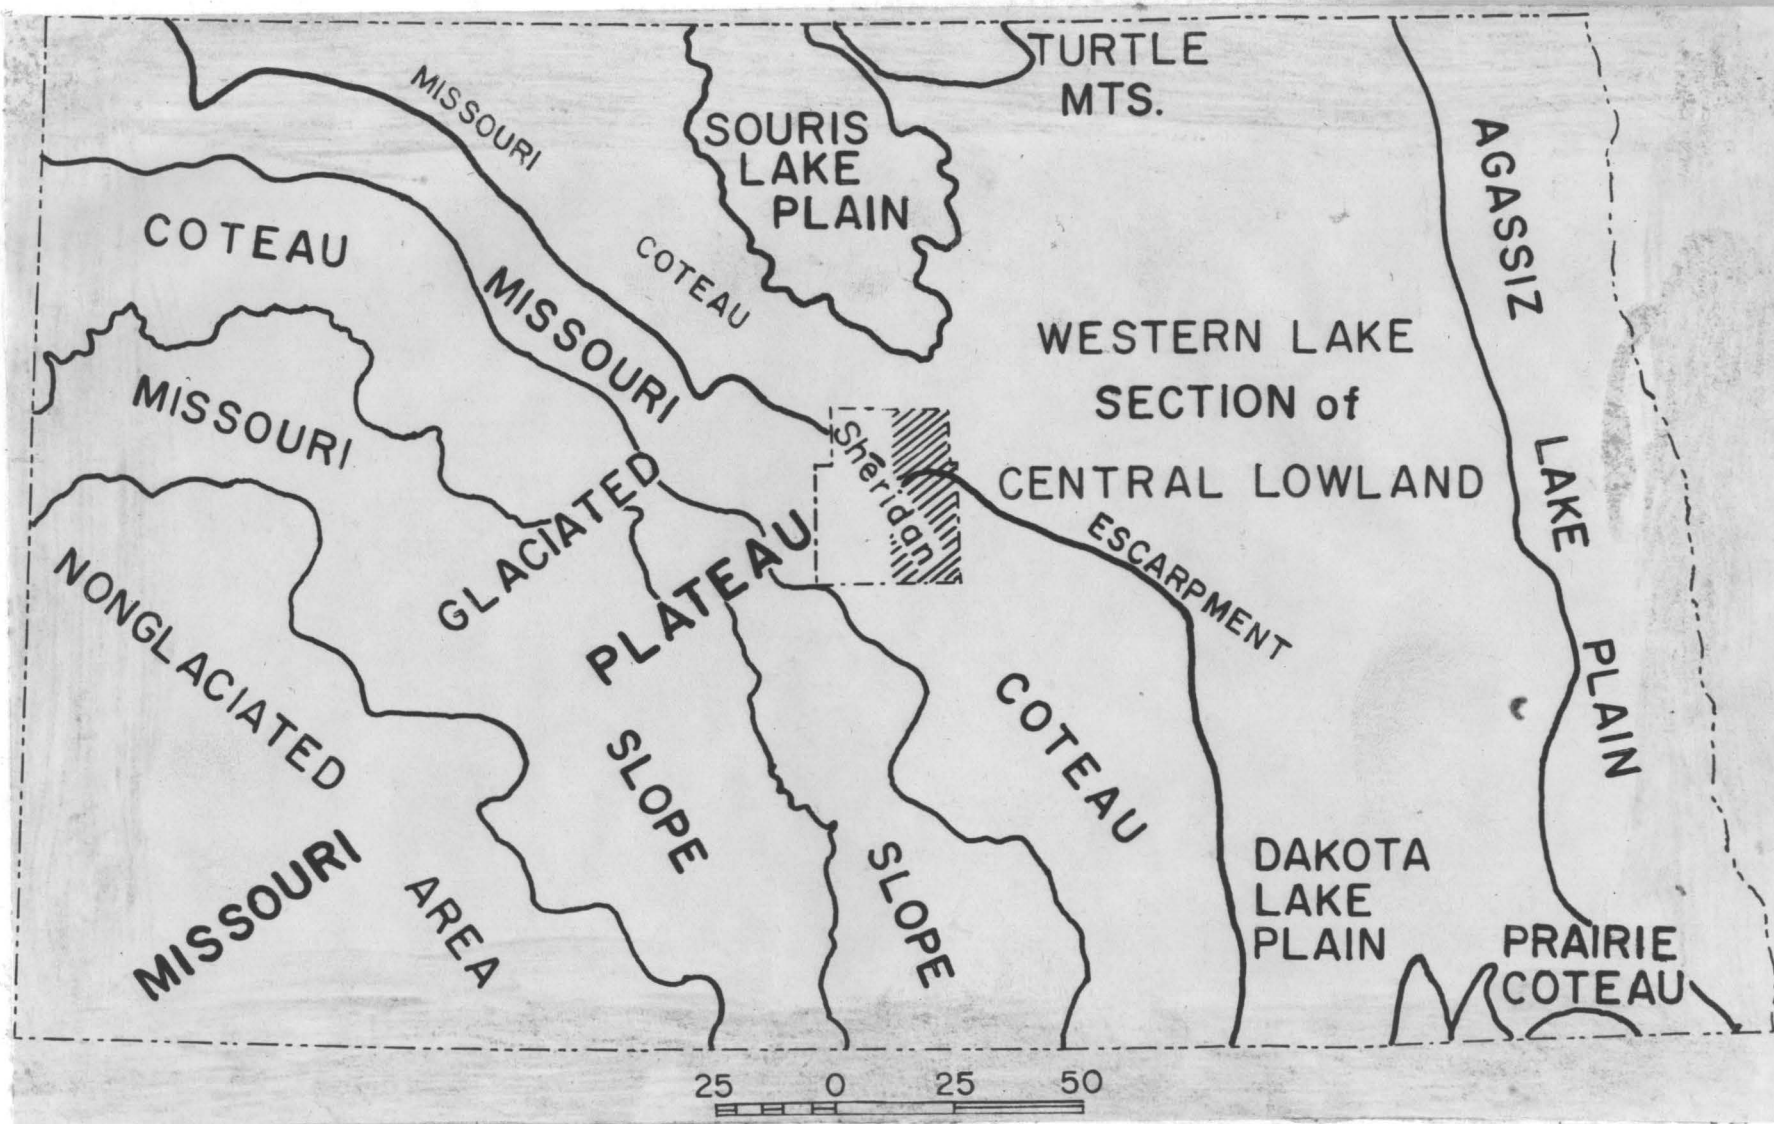 TURTLE
MTS.
MISSOURI
COTEAU
SOURIS
LAKE
PLAIN
AGASSIZ
LAKE
PLAIN
COTEAU
MISSOURI
WESTERN LAKE
SECTION of
CENTRAL LOWLAND
MISSOURI
Sheridan
GLACIATED
ESCARPMENT
PLATEAU
NONGLACIATED
AREA
COTEAU
SLOPE
SLOPE
MISSOURI
DAKOTA
LAKE
PLAIN
PRAIRIE
COTEAU
25 0 25 50